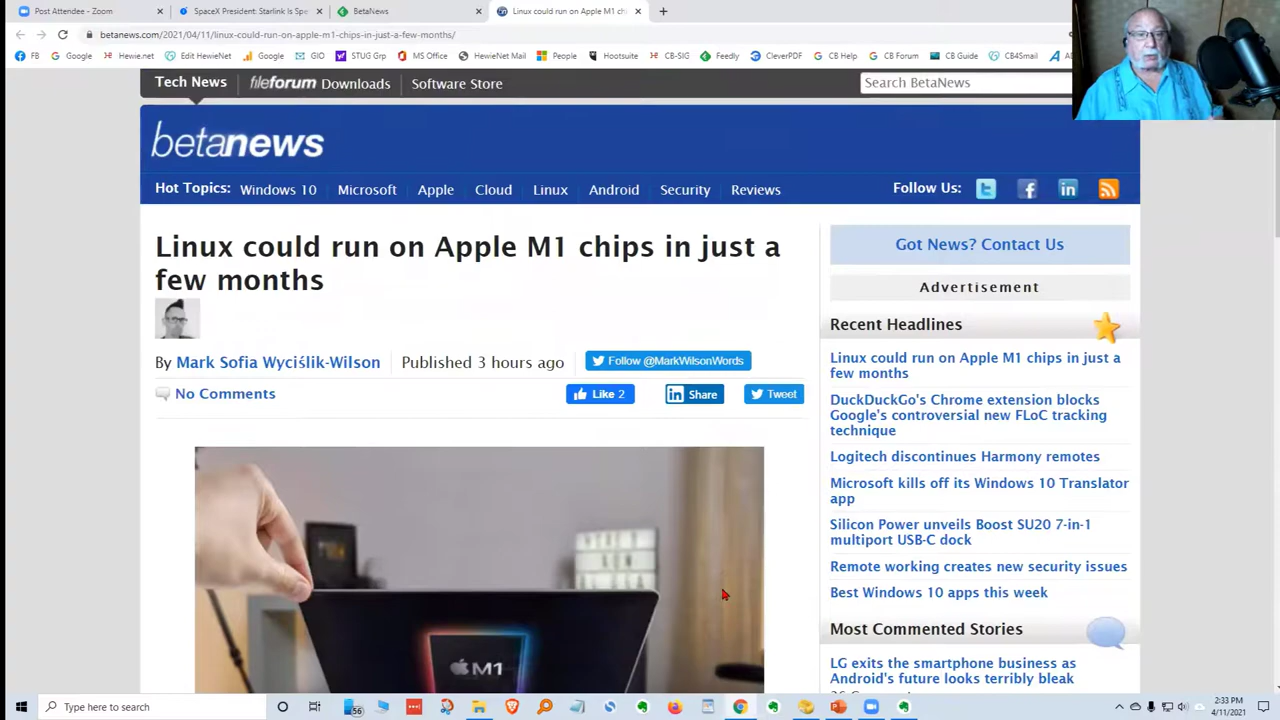 Post Attendee - Zoom
SpaceX President: Starlink Is Spe
BetaNews
Linux could run on Apple M1 chi
betanews.com/2021/04/11/linux-could-run-on-apple-m1-chips-in-just-a-few-months/
FB
Google
Hewie.net
Edit HewieNet
Google
GIO
STUG Grp
MS Office
HewieNet Mail
People
Hootsuite
CB-SIG
Feedly
CleverPDF
CB Help
CB Forum
CB Guide
CB4Small
Tech News
fileforum Downloads
Software Store
Search BetaNews
betanews
Hot Topics: Windows 10 Microsoft Apple Cloud Linux Android Security Reviews
Follow Us:
Linux could run on Apple M1 chips in just a
few months
By Mark Sofia Wyciślik-Wilson
Published 3 hours ago
Follow @MarkWilsonWords
No Comments
Like 2
Share
Tweet
M1
Got News? Contact Us
Advertisement
Recent Headlines
Linux could run on Apple M1 chips in just a
few months
DuckDuckGo's Chrome extension blocks
Google's controversial new FLoC tracking
technique
Logitech discontinues Harmony remotes
Microsoft kills off its Windows 10 Translator
app
Silicon Power unveils Boost SU20 7-in-1
multiport USB-C dock
Remote working creates new security issues
Best Windows 10 apps this week
Most Commented Stories
LG exits the smartphone business as
Android's future looks terribly bleak
Type here to search
56
2:33 PM
4/11/2021